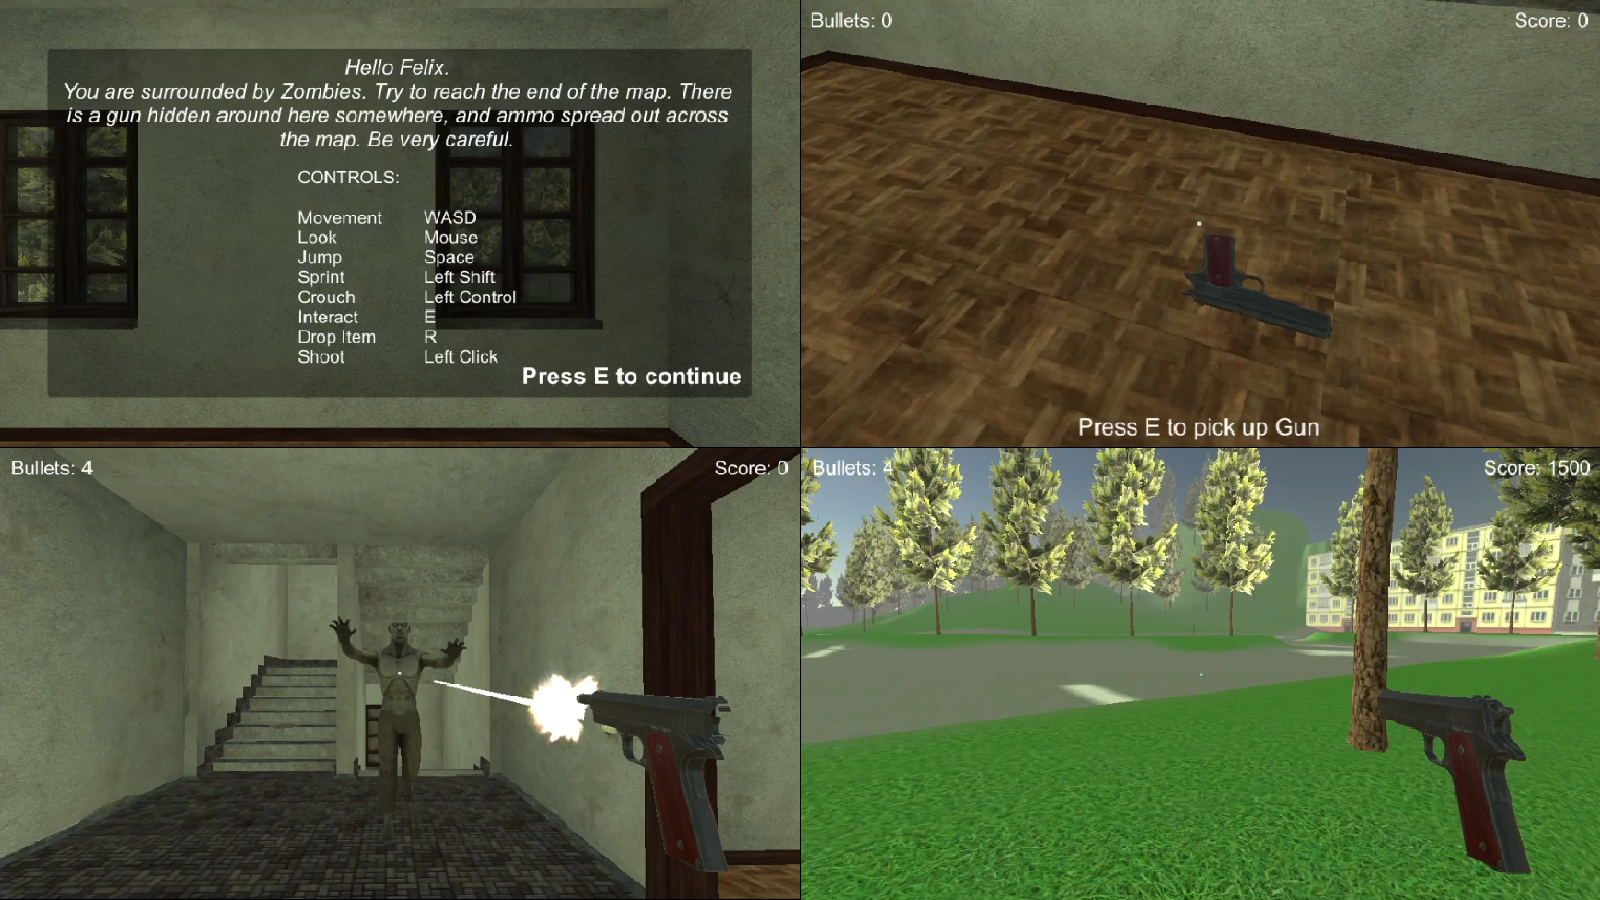 Hello Felix.
You are surrounded by Zombies. Try to reach the end of the map. There
is a gun hidden around here somewhere, and ammo spread out across
the map. Be very careful.
CONTROLS:
Movement WASD
Look Mouse
Jump Space
Sprint Left Shift
Crouch Left Control
Interact E
Drop Item R
Shoot Left Click
Press E to continue
Bullets: 0 Score: 0
Press E to pick up Gun
Bullets: 4 Score: 0
Bullets: 4 Score: 1500